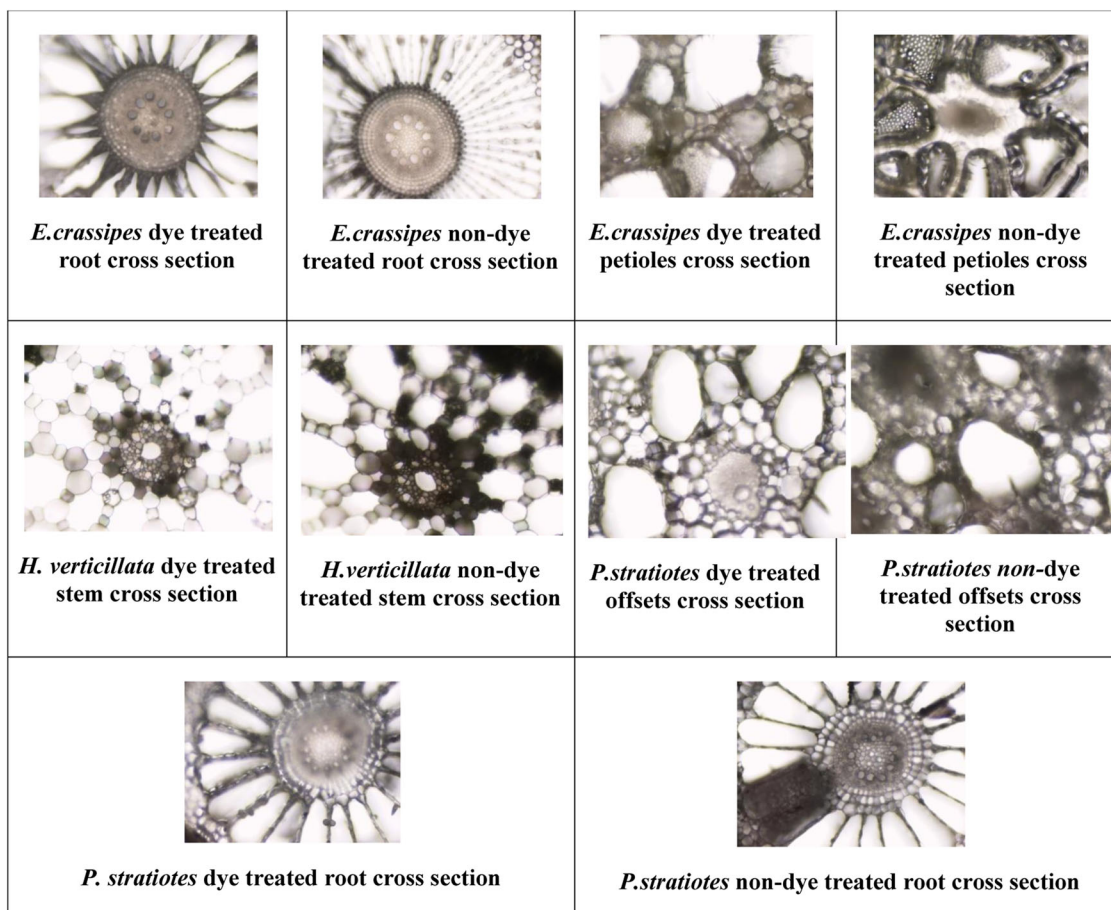 E.crassipes dye treated
root cross section
E.crassipes non-dye
treated root cross section
E.crassipes dye treated
petioles cross section
E.crassipes non-dye
treated petioles cross
section
H. verticillata dye treated
stem cross section
H.verticillata non-dye
treated stem cross section
P.stratiotes dye treated
offsets cross section
P.stratiotes non-dye
treated offsets cross
section
P. stratiotes dye treated root cross section
P.stratiotes non-dye treated root cross section